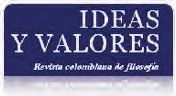 IDEAS
Y VALORES
Revista colombiana de filosofía